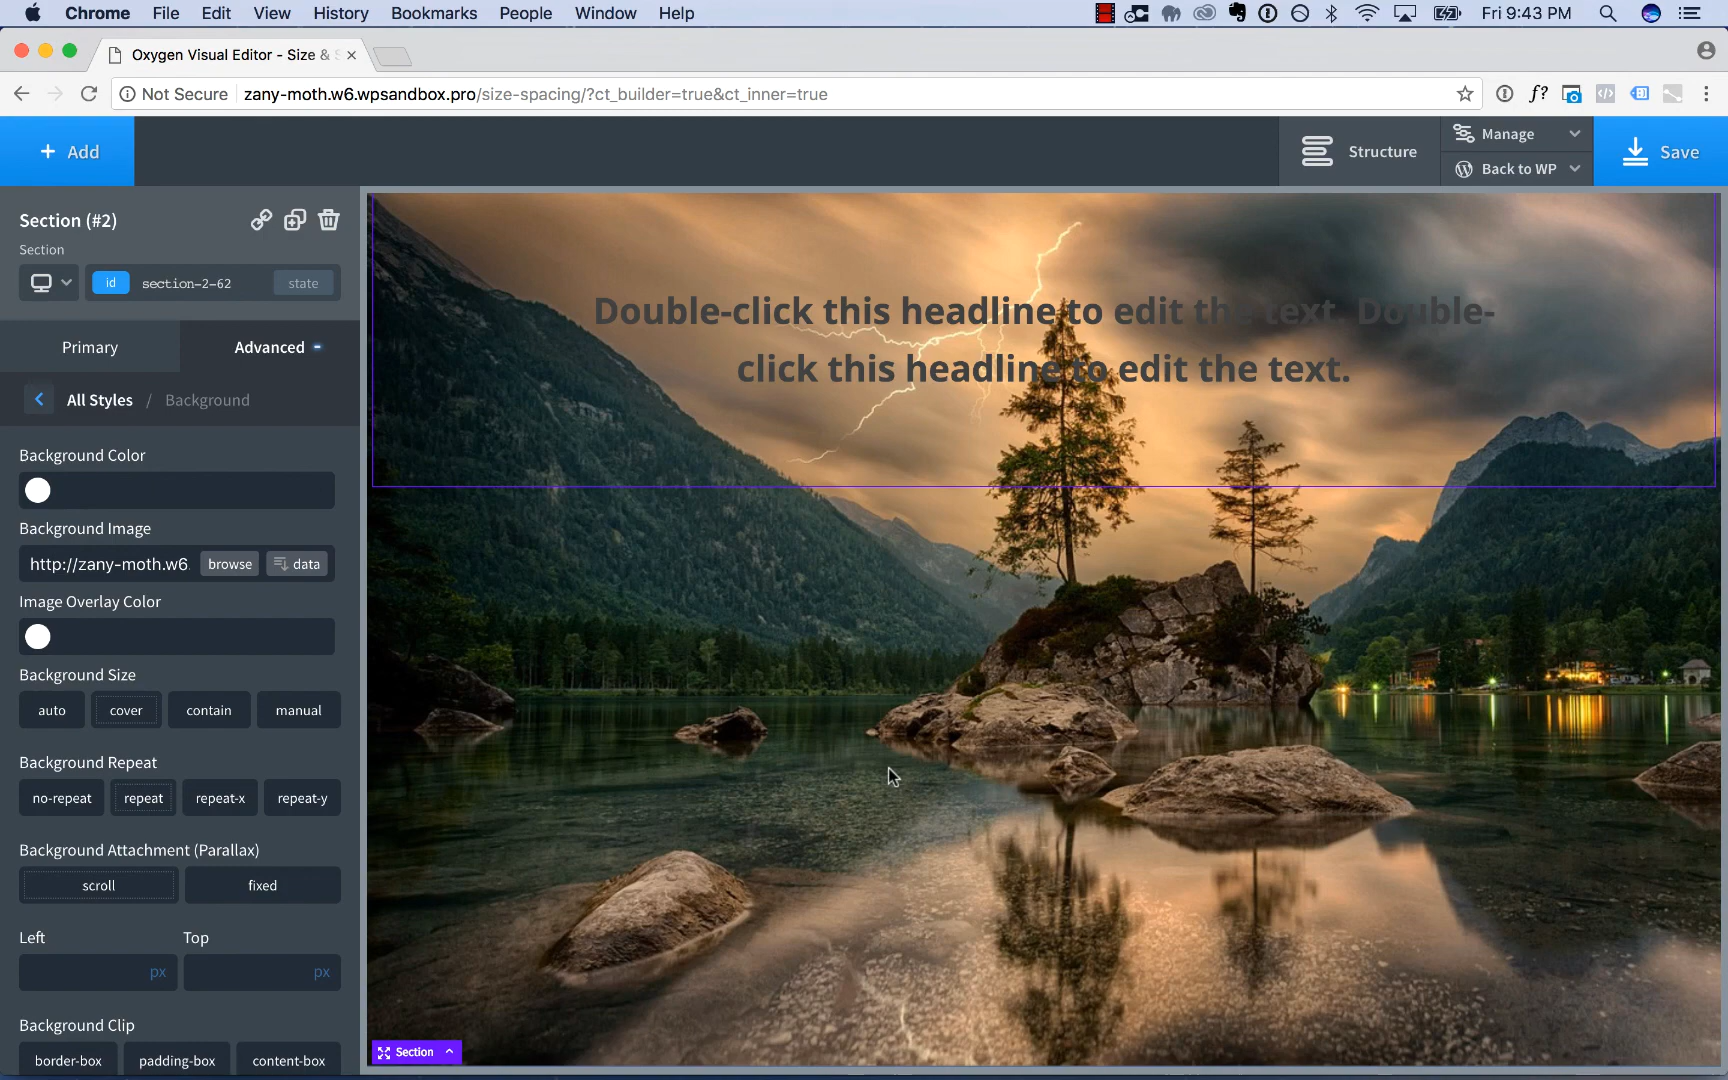 Chrome File Edit View History Bookmarks People Window Help Fri 9:43 PM
Oxygen Visual Editor - Size &
Not Secure zany-moth.w6.wpsandbox.pro/size-spacing/?ct_builder=true&ct_inner=true
+ Add
Structure
Manage
Back to WP
Save
Section (#2)
Section
id section-2-62 state
Primary Advanced
All Styles / Background
Background Color
Background Image
http://zany-moth.w6. browse data
Image Overlay Color
Background Size
auto cover contain manual
Background Repeat
no-repeat repeat repeat-x repeat-y
Background Attachment (Parallax)
scroll fixed
Left Top
px px
Background Clip
border-box padding-box content-box
Double-click this headline to edit the text. Double-
click this headline to edit the text.
Section